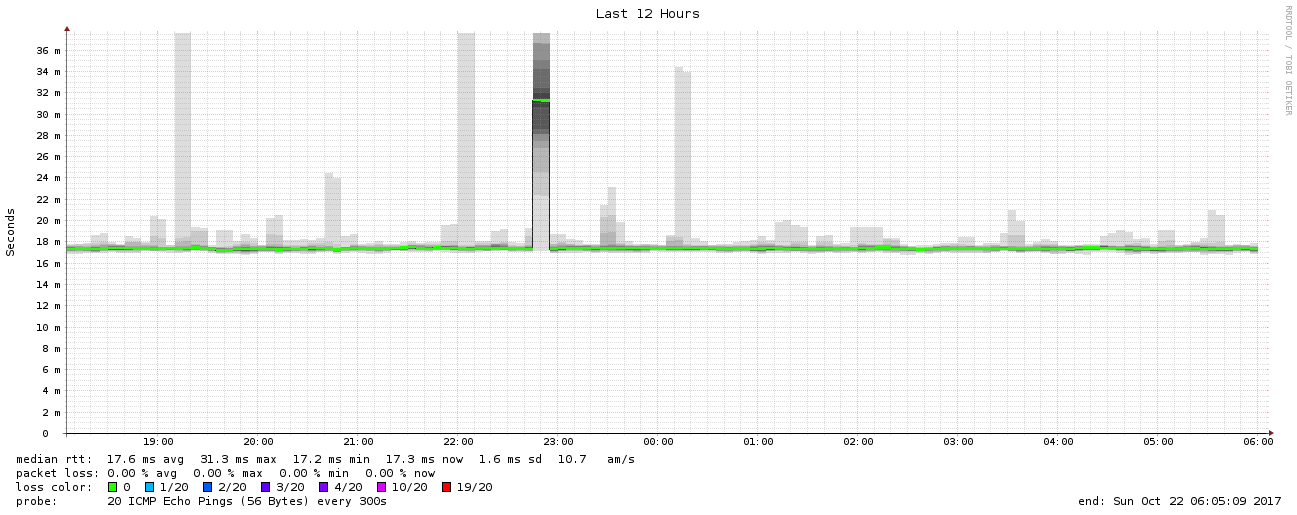 Last 12 Hours
RRDTOOL / TOBI OETIKER
Seconds
36 m
34 m
32 m
30 m
28 m
26 m
24 m
22 m
20 m
18 m
16 m
14 m
12 m
10 m
8 m
6 m
4 m
2 m
0
19:00 20:00 21:00 22:00 23:00 00:00 01:00 02:00 03:00 04:00 05:00 06:00
median rtt: 17.6 ms avg 31.3 ms max 17.2 ms min 17.3 ms now 1.6 ms sd 10.7 am/s
packet loss: 0.00 % avg 0.00 % max 0.00 % min 0.00 % now
loss color: 0 1/20 2/20 3/20 4/20 10/20 19/20
probe: 20 ICMP Echo Pings (56 Bytes) every 300s end: Sun Oct 22 06:05:09 2017